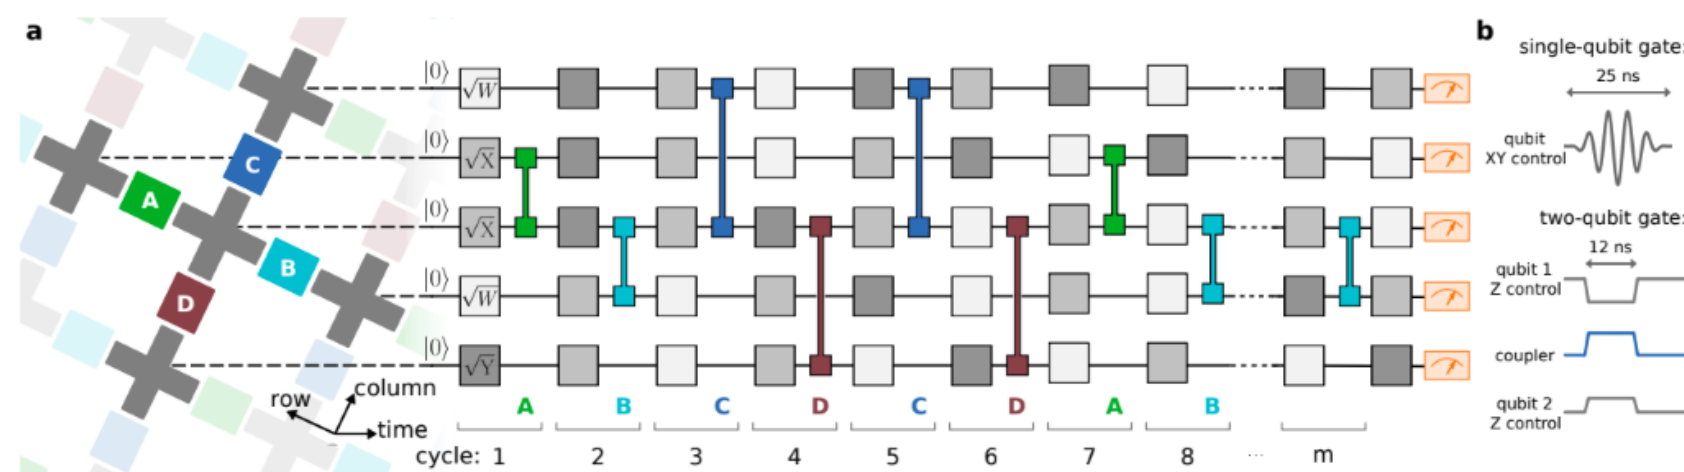 a
C
A
B
D
row
column
time
|0⟩
√W
|0⟩
√X
|0⟩
√X
|0⟩
√W
|0⟩
√Y
A B C D C D A B
cycle: 1 2 3 4 5 6 7 8 ... m
b
single-qubit gate:
25 ns
qubit
XY control
two-qubit gate:
12 ns
qubit 1
Z control
coupler
qubit 2
Z control